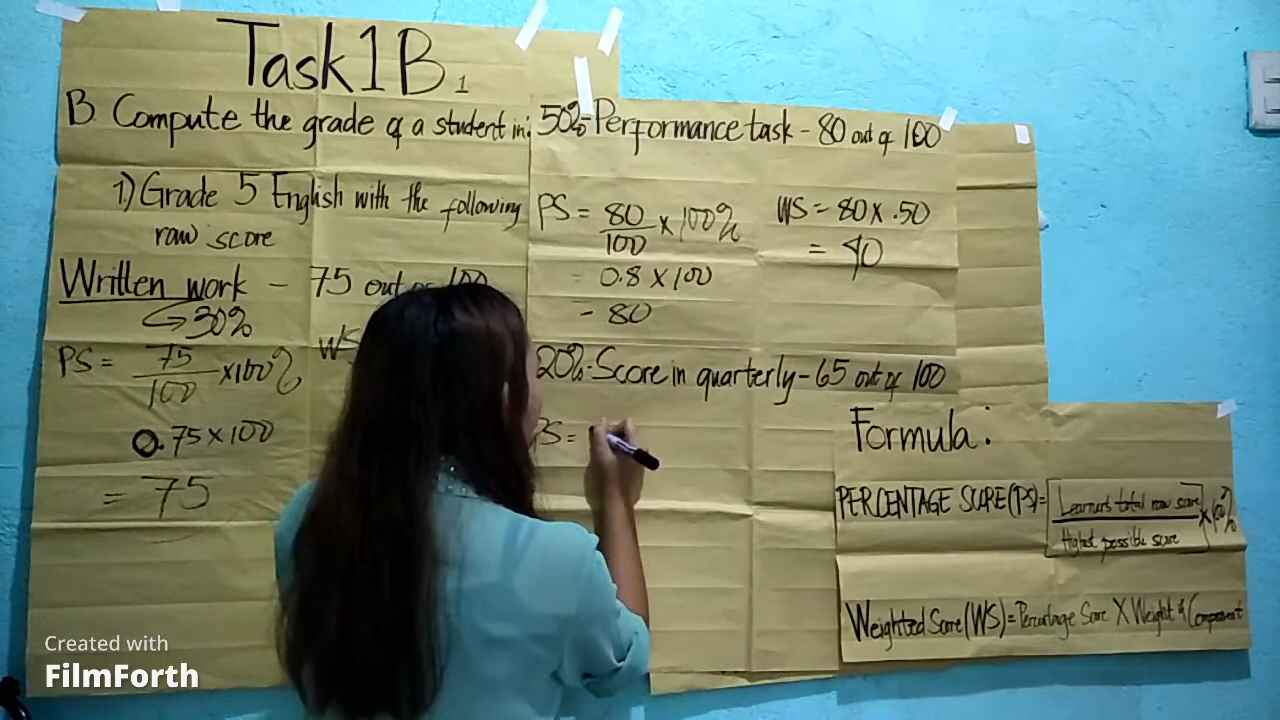 Task 1B.1
B. Compute the grade of a student in:
1) Grade 5 English with the following
raw score
Written work - 75 out of 100
30%
PS = 75/100 x 100%
WS
0.75 x 100
= 75
50%-Performance task - 80 out of 100
PS = 80/100 x 100%
= 0.8 x 100
= 80
WS = 80 x .50
= 40
20%-Score in quarterly - 65 out of 100
PS =
Formula:
PERCENTAGE SCORE (PS) = [Learners total raw score / Highest possible score] x 100%
Weighted Score (WS) = Percentage Score X Weight of Component
Created with
FilmForth